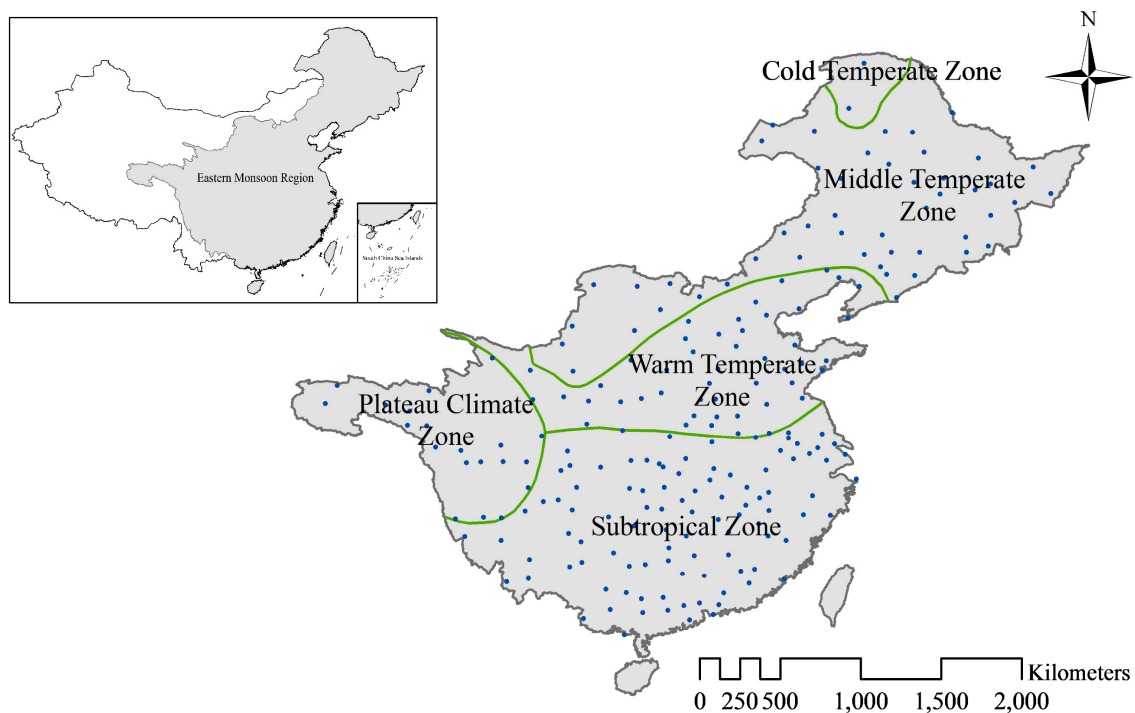 Eastern Monsoon Region
South China Sea Islands
N
Cold Temperate Zone
Middle Temperate
Zone
Warm Temperate
Zone
Plateau Climate
Zone
Subtropical Zone
Kilometers
0 250 500 1,000 1,500 2,000